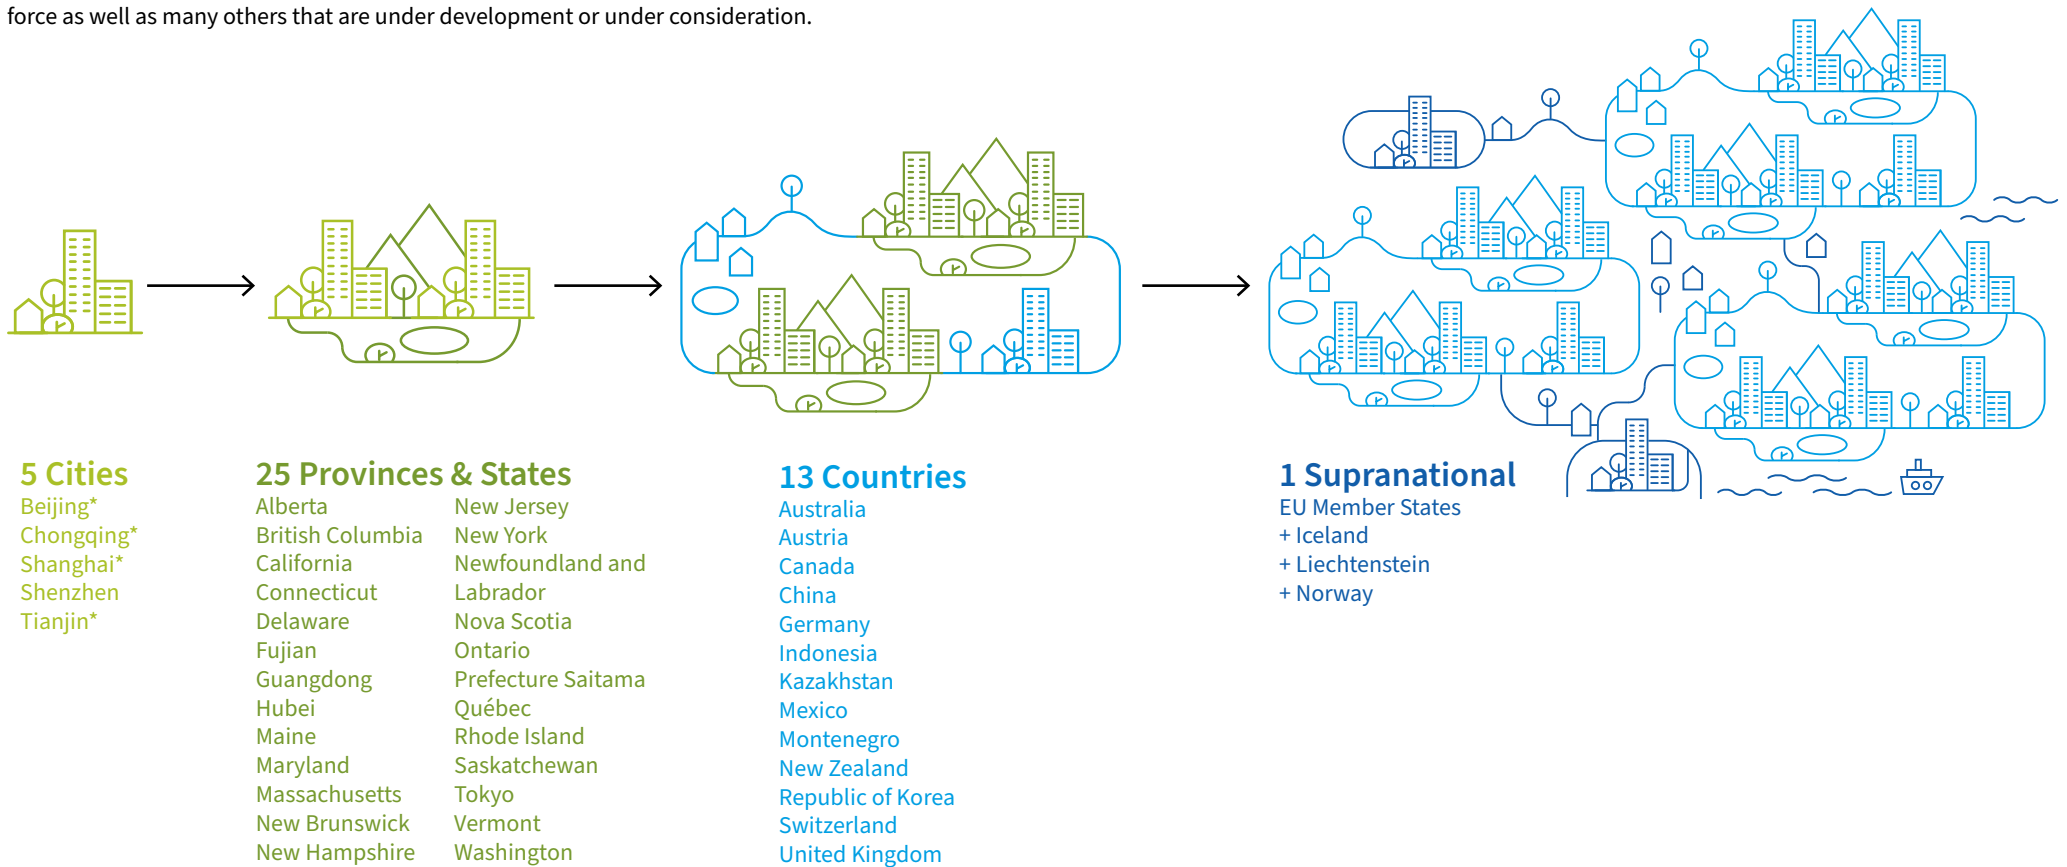 force as well as many others that are under development or under consideration.
5 Cities
Beijing*
Chongqing*
Shanghai*
Shenzhen
Tianjin*
25 Provinces & States
Alberta
British Columbia
California
Connecticut
Delaware
Fujian
Guangdong
Hubei
Maine
Maryland
Massachusetts
New Brunswick
New Hampshire
New Jersey
New York
Newfoundland and
Labrador
Nova Scotia
Ontario
Prefecture Saitama
Québec
Rhode Island
Saskatchewan
Tokyo
Vermont
Washington
13 Countries
Australia
Austria
Canada
China
Germany
Indonesia
Kazakhstan
Mexico
Montenegro
New Zealand
Republic of Korea
Switzerland
United Kingdom
1 Supranational
EU Member States
+ Iceland
+ Liechtenstein
+ Norway